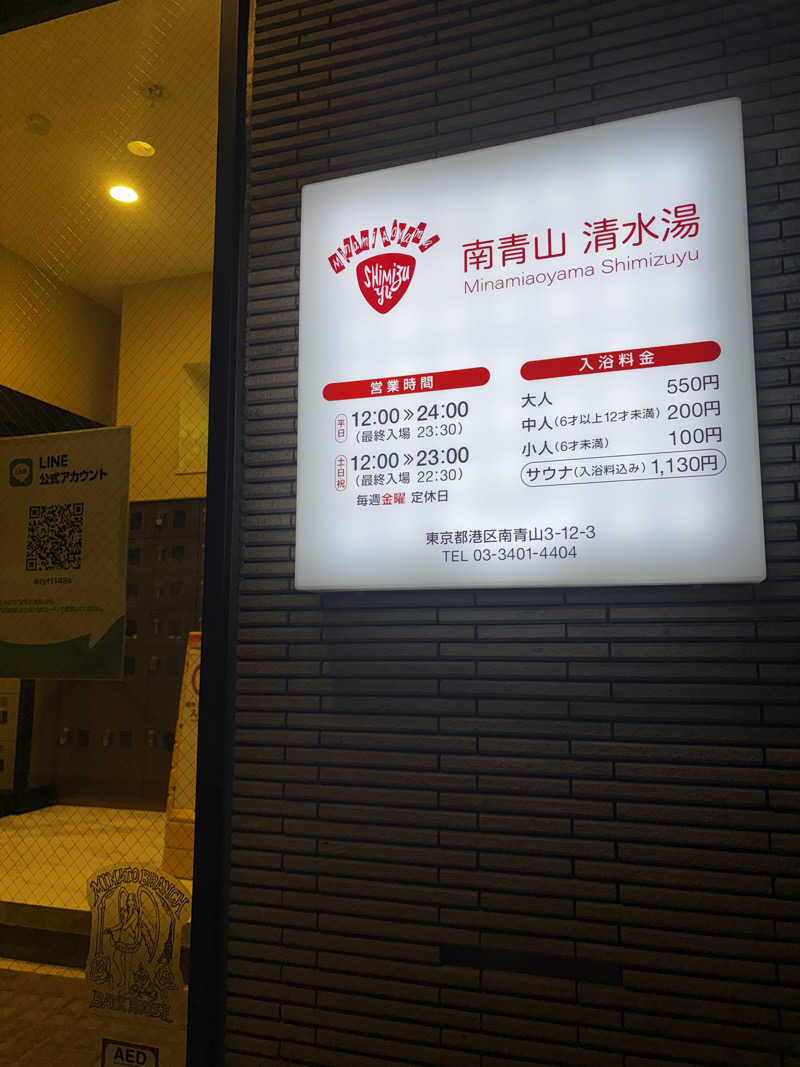 Minamiaoyama
SHiMizu
yu
南青山 清水湯
Minamiaoyama Shimizuyu
営業時間
平日 12:00 » 24:00
（最終入場 23:30）
土日祝 12:00 » 23:00
（最終入場 22:30）
毎週金曜 定休日
入浴料金
大人 550円
中人（6才以上12才未満） 200円
小人（6才未満） 100円
サウナ（入浴料込み） 1,130円
東京都港区南青山3-12-3
TEL 03-3401-4404
LINE
公式アカウント
MINATO BRANCH
AED